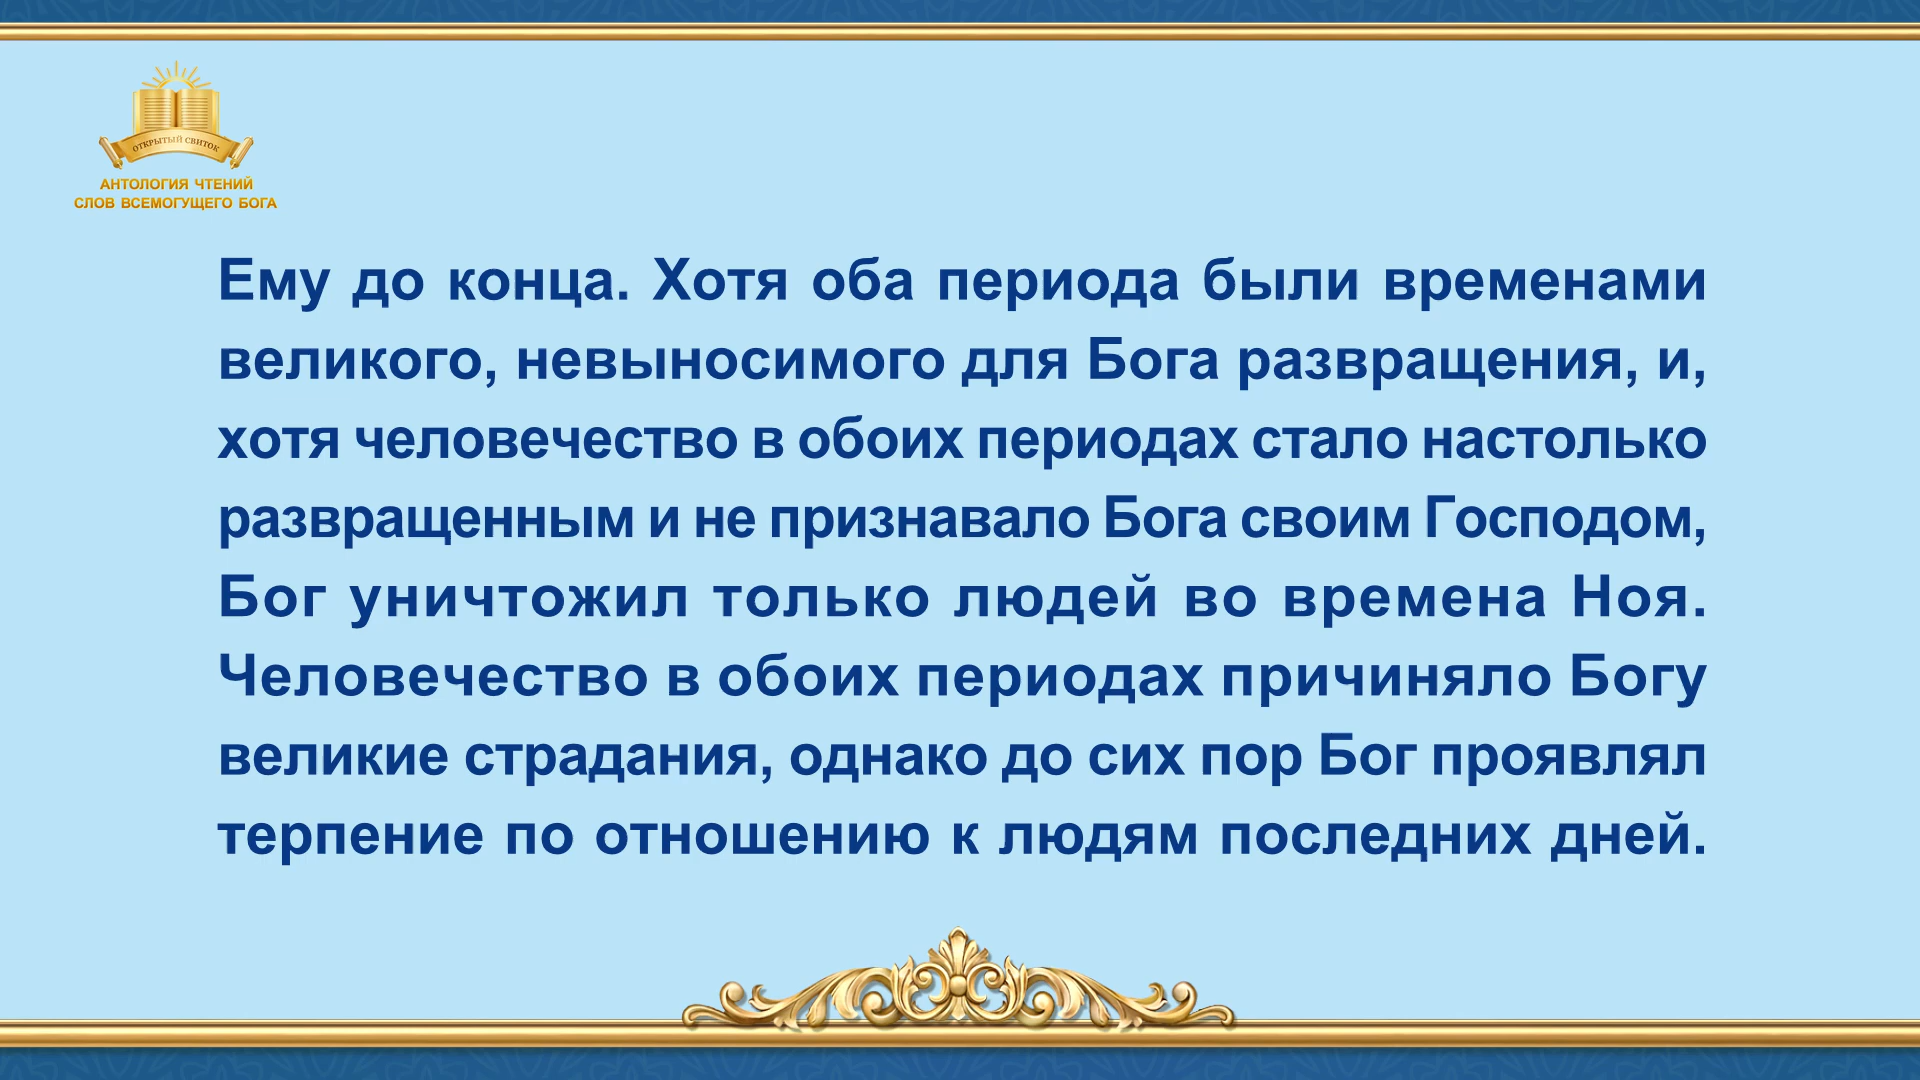 ОТКРЫТЫЙ СВИТОК
АНТОЛОГИЯ ЧТЕНИЙ
СЛОВ ВСЕМОГУЩЕГО БОГА
Ему до конца. Хотя оба периода были временами
великого, невыносимого для Бога развращения, и,
хотя человечество в обоих периодах стало настолько
развращенным и не признавало Бога своим Господом,
Бог уничтожил только людей во времена Ноя.
Человечество в обоих периодах причиняло Богу
великие страдания, однако до сих пор Бог проявлял
терпение по отношению к людям последних дней.